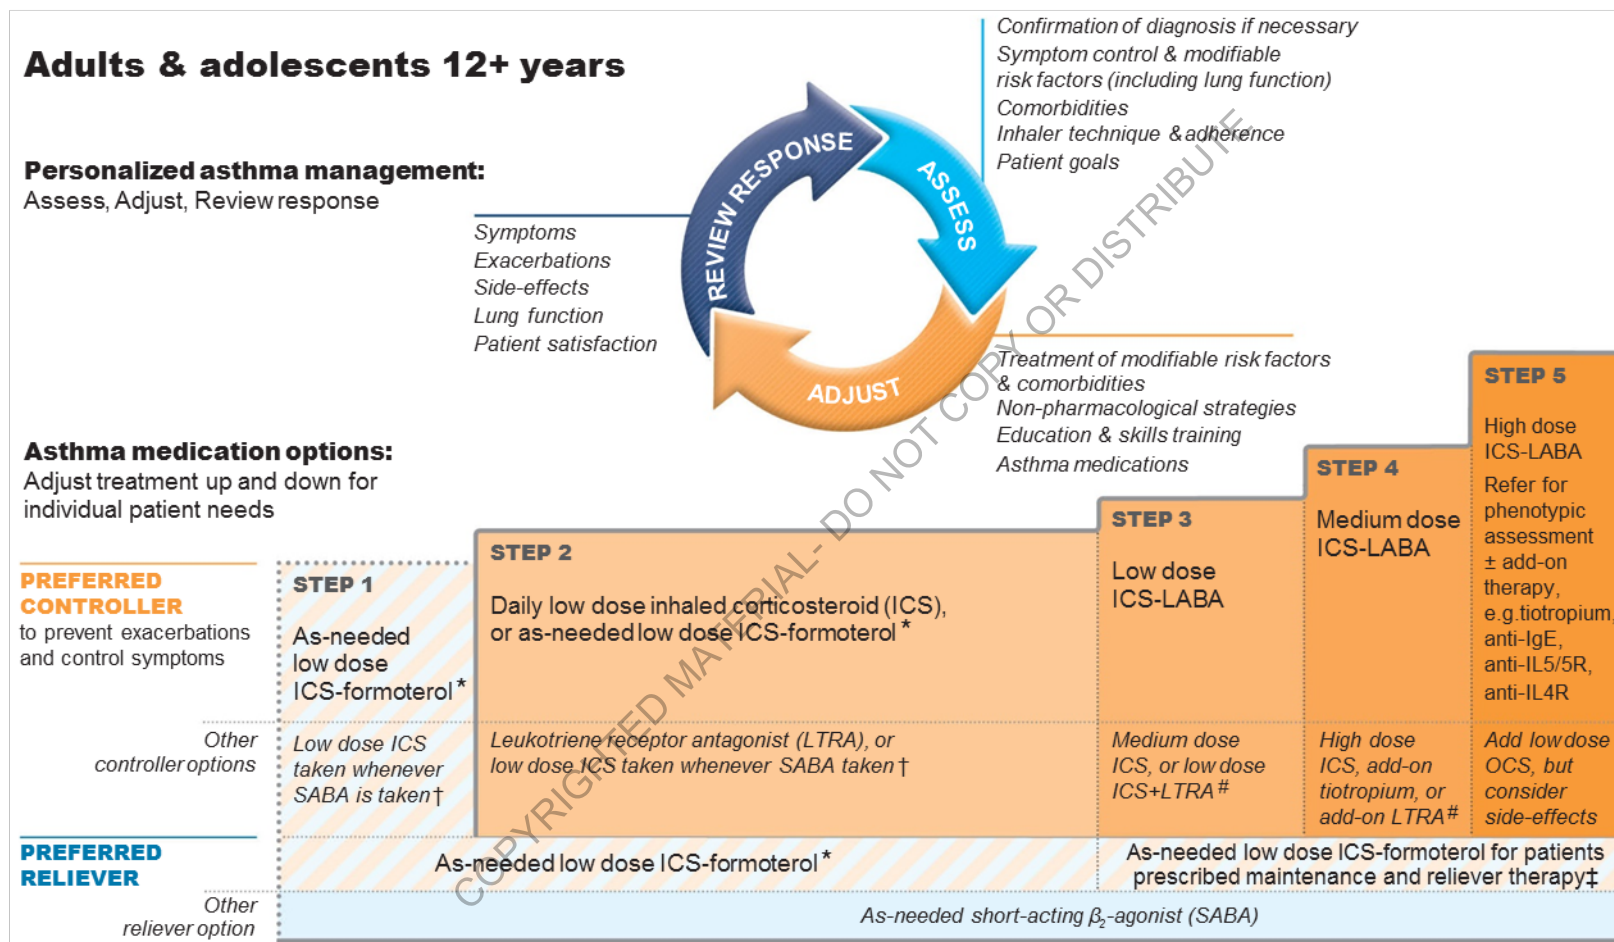 Adults & adolescents 12+ years
Personalized asthma management:
Assess, Adjust, Review response
Confirmation of diagnosis if necessary
Symptom control & modifiable
risk factors (including lung function)
Comorbidities
Inhaler technique & adherence
Patient goals
REVIEW RESPONSE
ASSESS
ADJUST
Symptoms
Exacerbations
Side-effects
Lung function
Patient satisfaction
Treatment of modifiable risk factors
& comorbidities
Non-pharmacological strategies
Education & skills training
Asthma medications
Asthma medication options:
Adjust treatment up and down for
individual patient needs
PREFERRED
CONTROLLER
to prevent exacerbations
and control symptoms
STEP 1
As-needed
low dose
ICS-formoterol *
STEP 2
Daily low dose inhaled corticosteroid (ICS),
or as-needed low dose ICS-formoterol *
STEP 3
Low dose
ICS-LABA
STEP 4
Medium dose
ICS-LABA
STEP 5
High dose
ICS-LABA
Refer for
phenotypic
assessment
± add-on
therapy,
e.g.tiotropium,
anti-IgE,
anti-IL5/5R,
anti-IL4R
Other
controller options
Low dose ICS
taken whenever
SABA is taken†
Leukotriene receptor antagonist (LTRA), or
low dose ICS taken whenever SABA taken†
Medium dose
ICS, or low dose
ICS+LTRA#
High dose
ICS, add-on
tiotropium, or
add-on LTRA#
Add low dose
OCS, but
consider
side-effects
PREFERRED
RELIEVER
As-needed low dose ICS-formoterol *
As-needed low dose ICS-formoterol for patients
prescribed maintenance and reliever therapy‡
Other
reliever option
As-needed short-acting β2-agonist (SABA)
COPYRIGHTED MATERIAL- DO NOT COPY OR DISTRIBUTE